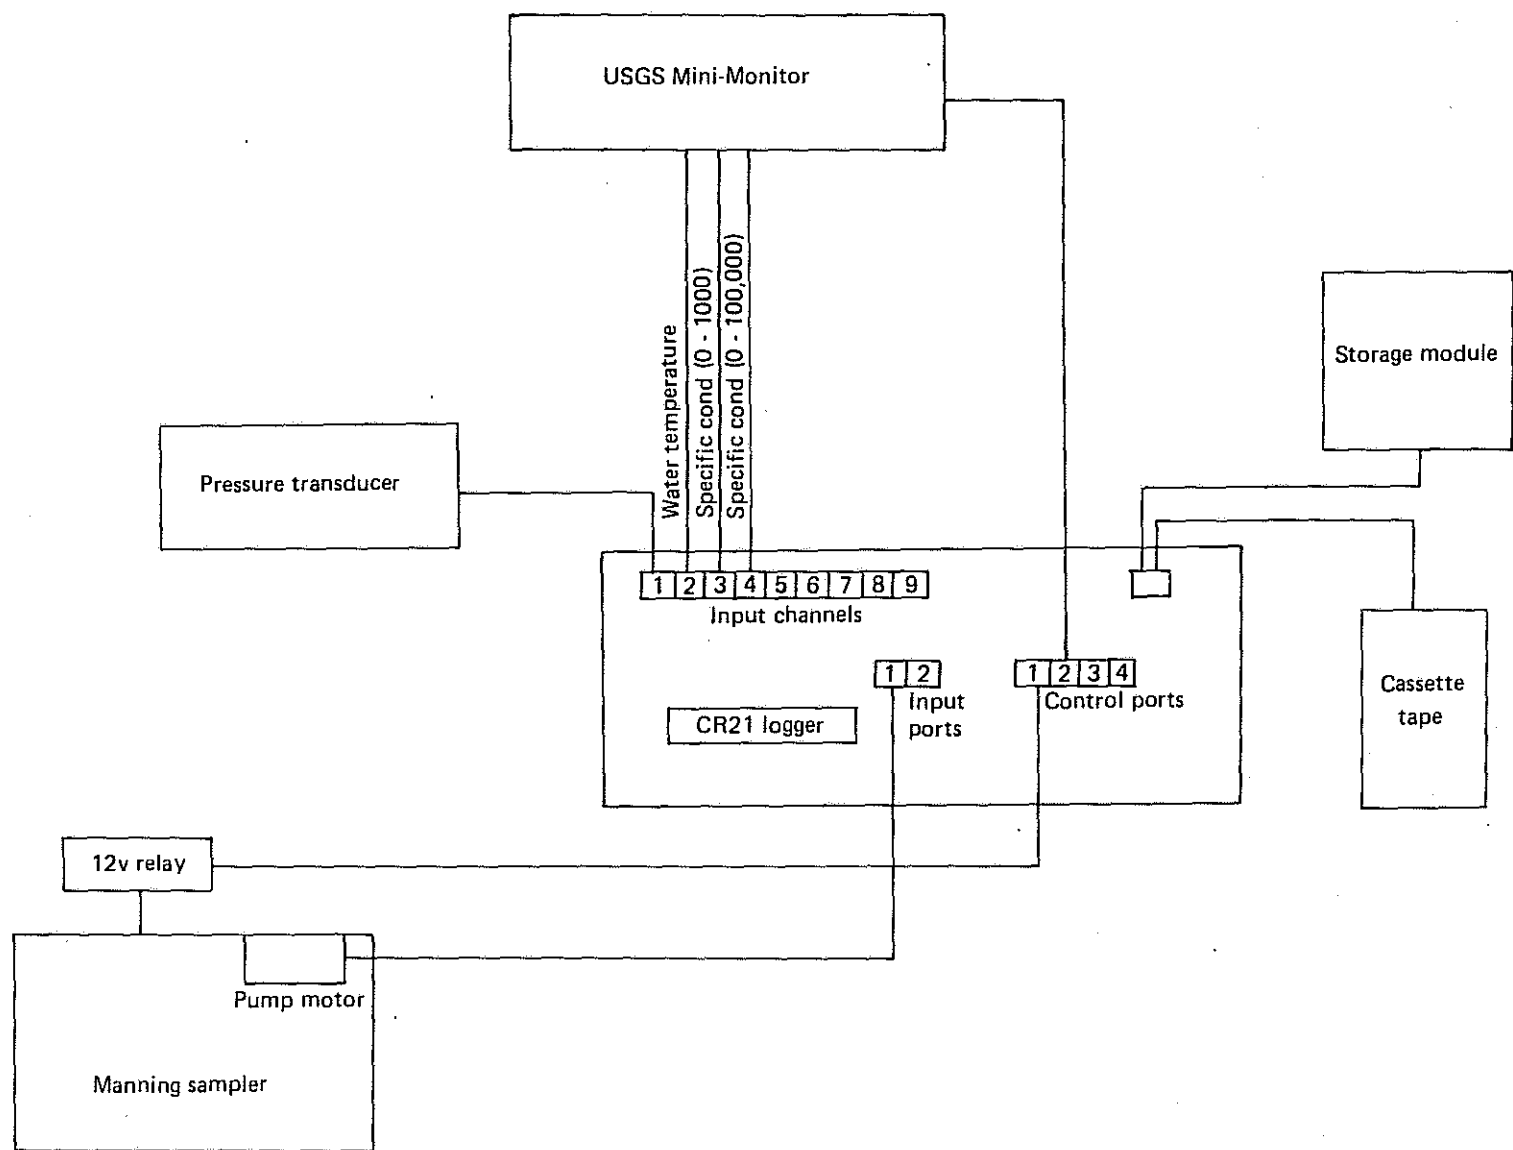 USGS Mini-Monitor
Water temperature
Specific cond (0 - 1000)
Specific cond (0 - 100,000)
Storage module
Pressure transducer
1 2 3 4 5 6 7 8 9
Input channels
1 2
Input
ports
1 2 3 4
Control ports
CR21 logger
Cassette
tape
12v relay
Pump motor
Manning sampler